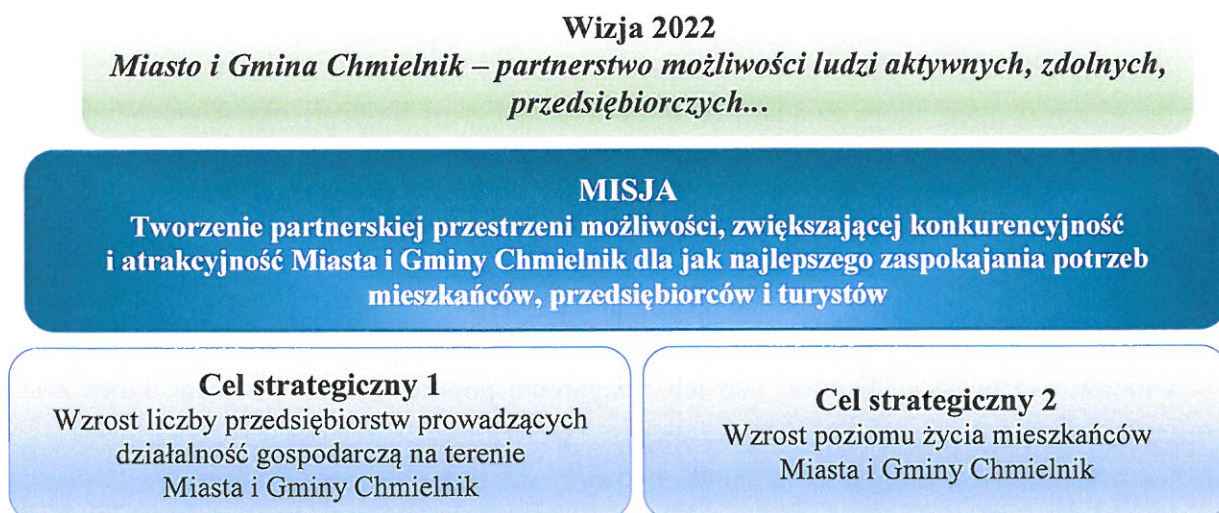 Wizja 2022
Miasto i Gmina Chmielnik – partnerstwo możliwości ludzi aktywnych, zdolnych,
przedsiębiorczych...
MISJA
Tworzenie partnerskiej przestrzeni możliwości, zwiększającej konkurencyjność
i atrakcyjność Miasta i Gminy Chmielnik dla jak najlepszego zaspokajania potrzeb
mieszkańców, przedsiębiorców i turystów
Cel strategiczny 1
Wzrost liczby przedsiębiorstw prowadzących
działalność gospodarczą na terenie
Miasta i Gminy Chmielnik
Cel strategiczny 2
Wzrost poziomu życia mieszkańców
Miasta i Gminy Chmielnik